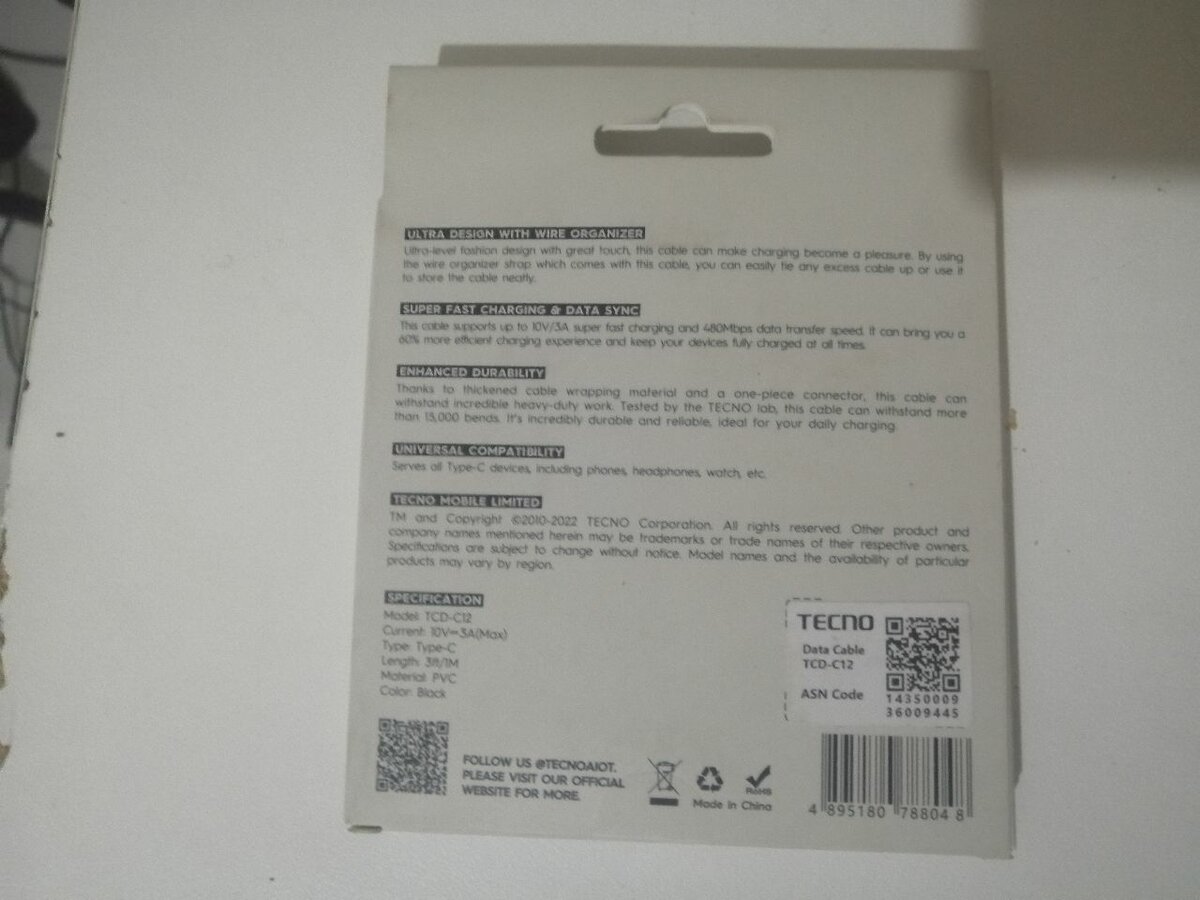 ULTRA DESIGN WITH WIRE ORGANIZER
Ultra-level fashion design with great touch, this cable can make charging become a pleasure. By using
the wire organizer strap which comes with this cable, you can easily tie any excess cable up or use it
to store the cable neatly.
SUPER FAST CHARGING & DATA SYNC
This cable supports up to 10V/3A super fast charging and 480Mbps data transfer speed. It can bring you a
60% more efficient charging experience and keep your devices fully charged at all times.
ENHANCED DURABILITY
Thanks to thickened cable wrapping material and a one-piece connector, this cable can
withstand incredible heavy-duty work. Tested by the TECNO lab, this cable can withstand more
than 15,000 bends. It's incredibly durable and reliable, ideal for your daily charging.
UNIVERSAL COMPATIBILITY
Serves all Type-C devices, including phones, headphones, watch, etc.
TECNO MOBILE LIMITED
TM and Copyright ©2010-2022 TECNO Corporation. All rights reserved. Other product and
company names mentioned herein may be trademarks or trade names of their respective owners.
Specifications are subject to change without notice. Model names and the availability of particular
products may vary by region.
SPECIFICATION
Model: TCD-C12
Current: 10V⎓3A(Max)
Type: Type-C
Length: 3ft/1M
Material: PVC
Color: Black
TECNO
Data Cable
TCD-C12
ASN Code
14350009
36009445
FOLLOW US @TECNOAIOT.
PLEASE VISIT OUR OFFICIAL
WEBSITE FOR MORE.
RoHS
Made in China
4 895180 788048